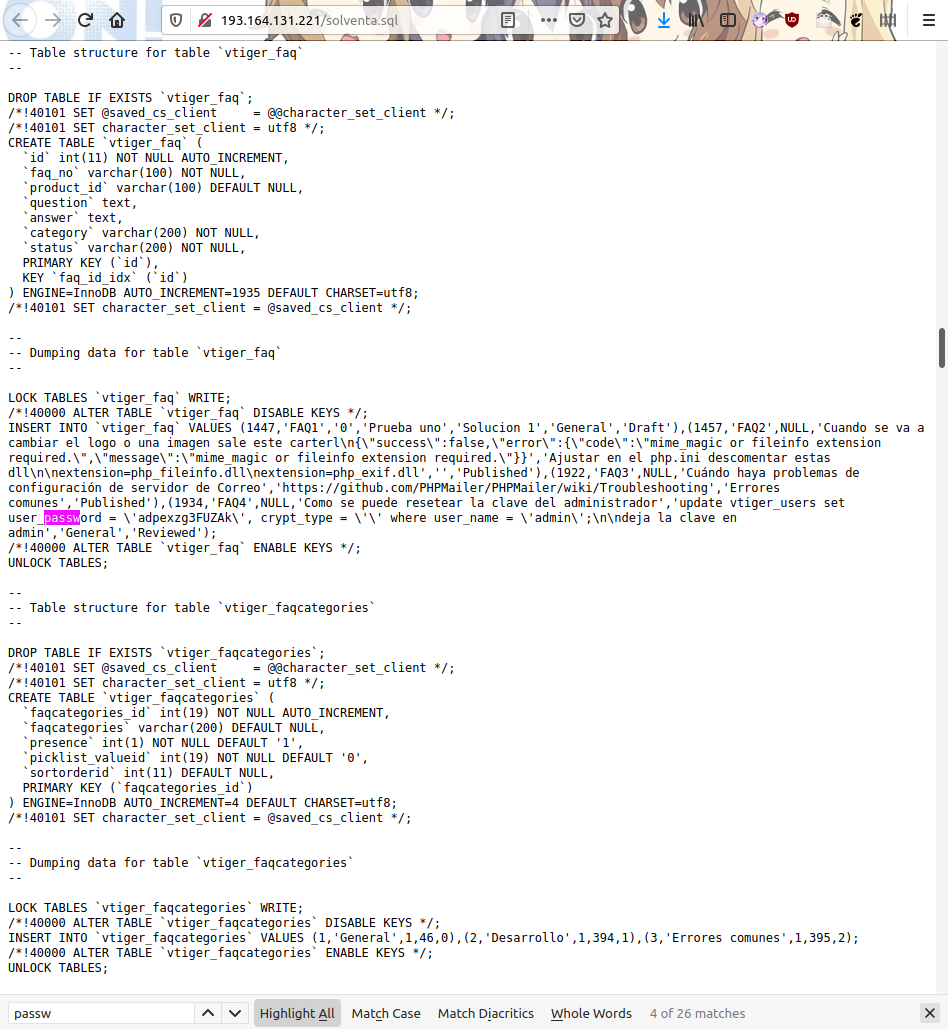 193.164.131.221/solventa.sql
-- Table structure for table `vtiger_faq`
--
DROP TABLE IF EXISTS `vtiger_faq`;
/*!40101 SET @saved_cs_client     = @@character_set_client */;
/*!40101 SET character_set_client = utf8 */;
CREATE TABLE `vtiger_faq` (
  `id` int(11) NOT NULL AUTO_INCREMENT,
  `faq_no` varchar(100) NOT NULL,
  `product_id` varchar(100) DEFAULT NULL,
  `question` text,
  `answer` text,
  `category` varchar(200) NOT NULL,
  `status` varchar(200) NOT NULL,
  PRIMARY KEY (`id`),
  KEY `faq_id_idx` (`id`)
) ENGINE=InnoDB AUTO_INCREMENT=1935 DEFAULT CHARSET=utf8;
/*!40101 SET character_set_client = @saved_cs_client */;
--
-- Dumping data for table `vtiger_faq`
--
LOCK TABLES `vtiger_faq` WRITE;
/*!40000 ALTER TABLE `vtiger_faq` DISABLE KEYS */;
INSERT INTO `vtiger_faq` VALUES (1447,'FAQ1','0','Prueba uno','Solucion 1','General','Draft'),(1457,'FAQ2',NULL,'Cuando se va a
cambiar el logo o una imagen sale este carterl\n{\"success\":false,\"error\":{\"code\":\"mime_magic or fileinfo extension
required.\",\"message\":\"mime_magic or fileinfo extension required.\"}}','Ajustar en el php.ini descomentar estas
dll\n\nextension=php_fileinfo.dll\nextension=php_exif.dll','','Published'),(1922,'FAQ3',NULL,'Cuándo haya problemas de
configuración de servidor de Correo','https://github.com/PHPMailer/PHPMailer/wiki/Troubleshooting','Errores
comunes','Published'),(1934,'FAQ4',NULL,'Como se puede resetear la clave del administrador','update vtiger_users set
user_password = \'adpexzg3FUZAk\', crypt_type = \'\' where user_name = \'admin\';\n\ndeja la clave en
admin','General','Reviewed');
/*!40000 ALTER TABLE `vtiger_faq` ENABLE KEYS */;
UNLOCK TABLES;
--
-- Table structure for table `vtiger_faqcategories`
--
DROP TABLE IF EXISTS `vtiger_faqcategories`;
/*!40101 SET @saved_cs_client     = @@character_set_client */;
/*!40101 SET character_set_client = utf8 */;
CREATE TABLE `vtiger_faqcategories` (
  `faqcategories_id` int(19) NOT NULL AUTO_INCREMENT,
  `faqcategories` varchar(200) DEFAULT NULL,
  `presence` int(1) NOT NULL DEFAULT '1',
  `picklist_valueid` int(19) NOT NULL DEFAULT '0',
  `sortorderid` int(11) DEFAULT NULL,
  PRIMARY KEY (`faqcategories_id`)
) ENGINE=InnoDB AUTO_INCREMENT=4 DEFAULT CHARSET=utf8;
/*!40101 SET character_set_client = @saved_cs_client */;
--
-- Dumping data for table `vtiger_faqcategories`
--
LOCK TABLES `vtiger_faqcategories` WRITE;
/*!40000 ALTER TABLE `vtiger_faqcategories` DISABLE KEYS */;
INSERT INTO `vtiger_faqcategories` VALUES (1,'General',1,46,0),(2,'Desarrollo',1,394,1),(3,'Errores comunes',1,395,2);
/*!40000 ALTER TABLE `vtiger_faqcategories` ENABLE KEYS */;
UNLOCK TABLES;
passw Highlight All Match Case Match Diacritics Whole Words 4 of 26 matches